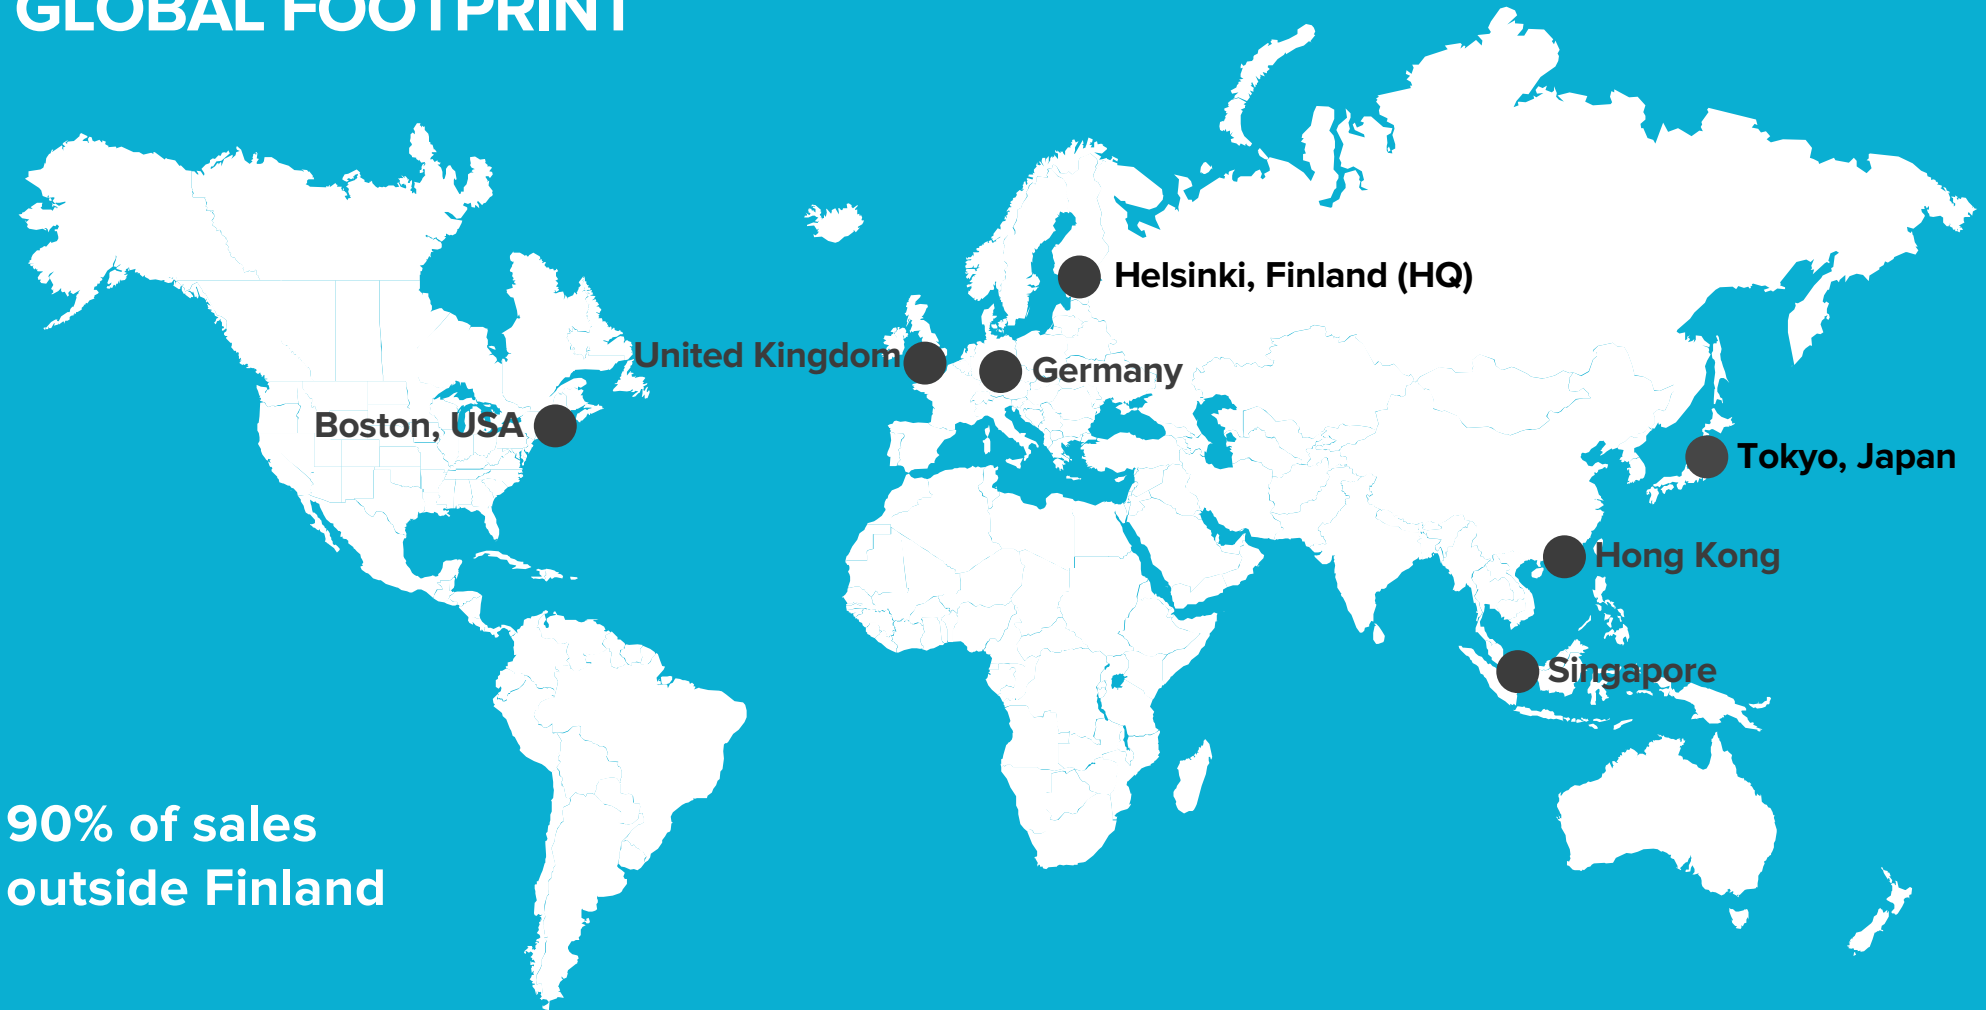 GLOBAL FOOTPRINT
Helsinki, Finland (HQ)
United Kingdom
Germany
Boston, USA
Tokyo, Japan
Hong Kong
Singapore
90% of sales
outside Finland